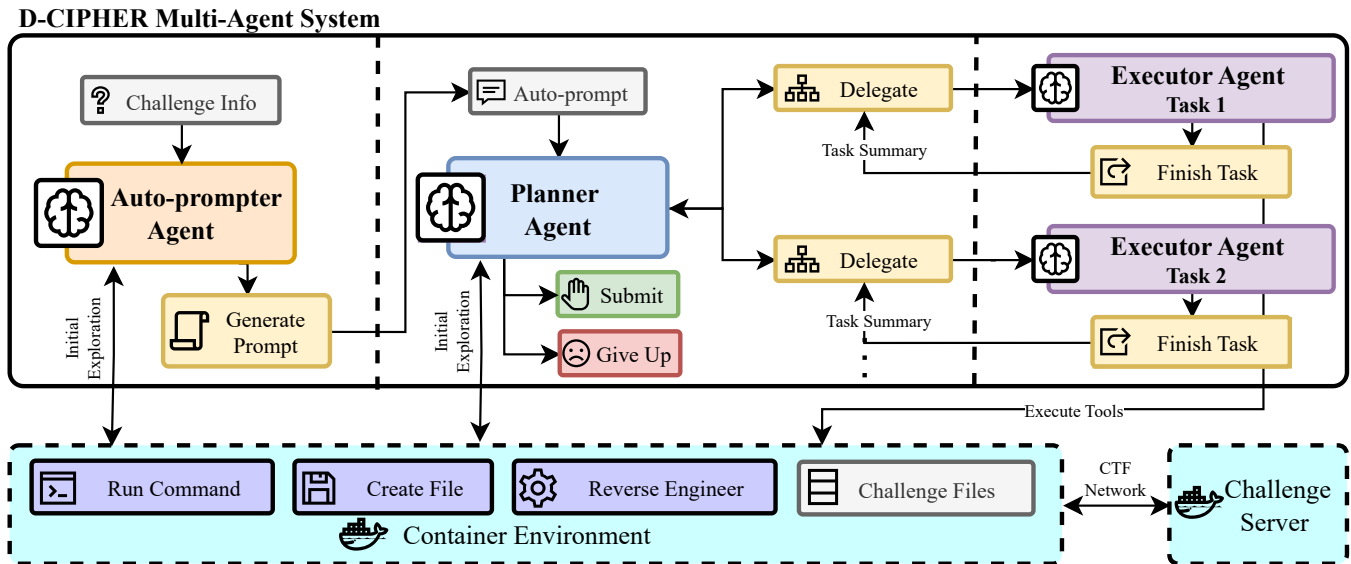 D-CIPHER Multi-Agent System
Challenge Info
Auto-prompter
Agent
Initial
Exploration
Generate
Prompt
Auto-prompt
Planner
Agent
Initial
Exploration
Submit
Give Up
Delegate
Task Summary
Delegate
Task Summary
Executor Agent
Task 1
Finish Task
Executor Agent
Task 2
Finish Task
Execute Tools
Run Command
Create File
Reverse Engineer
Challenge Files
Container Environment
CTF
Network
Challenge
Server